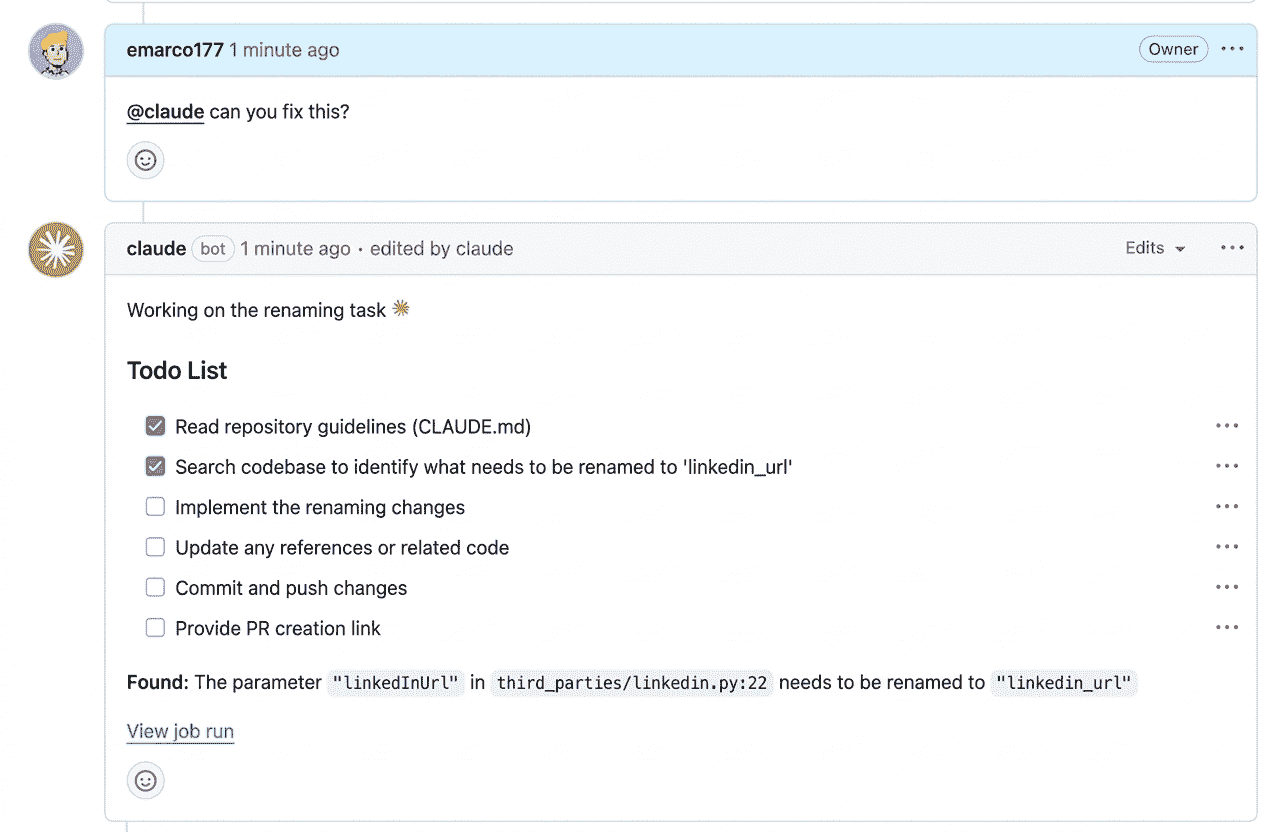 emarco177 1 minute ago Owner
@claude can you fix this?
claude bot 1 minute ago • edited by claude Edits
Working on the renaming task
Todo List
Read repository guidelines (CLAUDE.md)
Search codebase to identify what needs to be renamed to 'linkedin_url'
Implement the renaming changes
Update any references or related code
Commit and push changes
Provide PR creation link
Found: The parameter "linkedInUrl" in third_parties/linkedin.py:22 needs to be renamed to "linkedin_url"
View job run